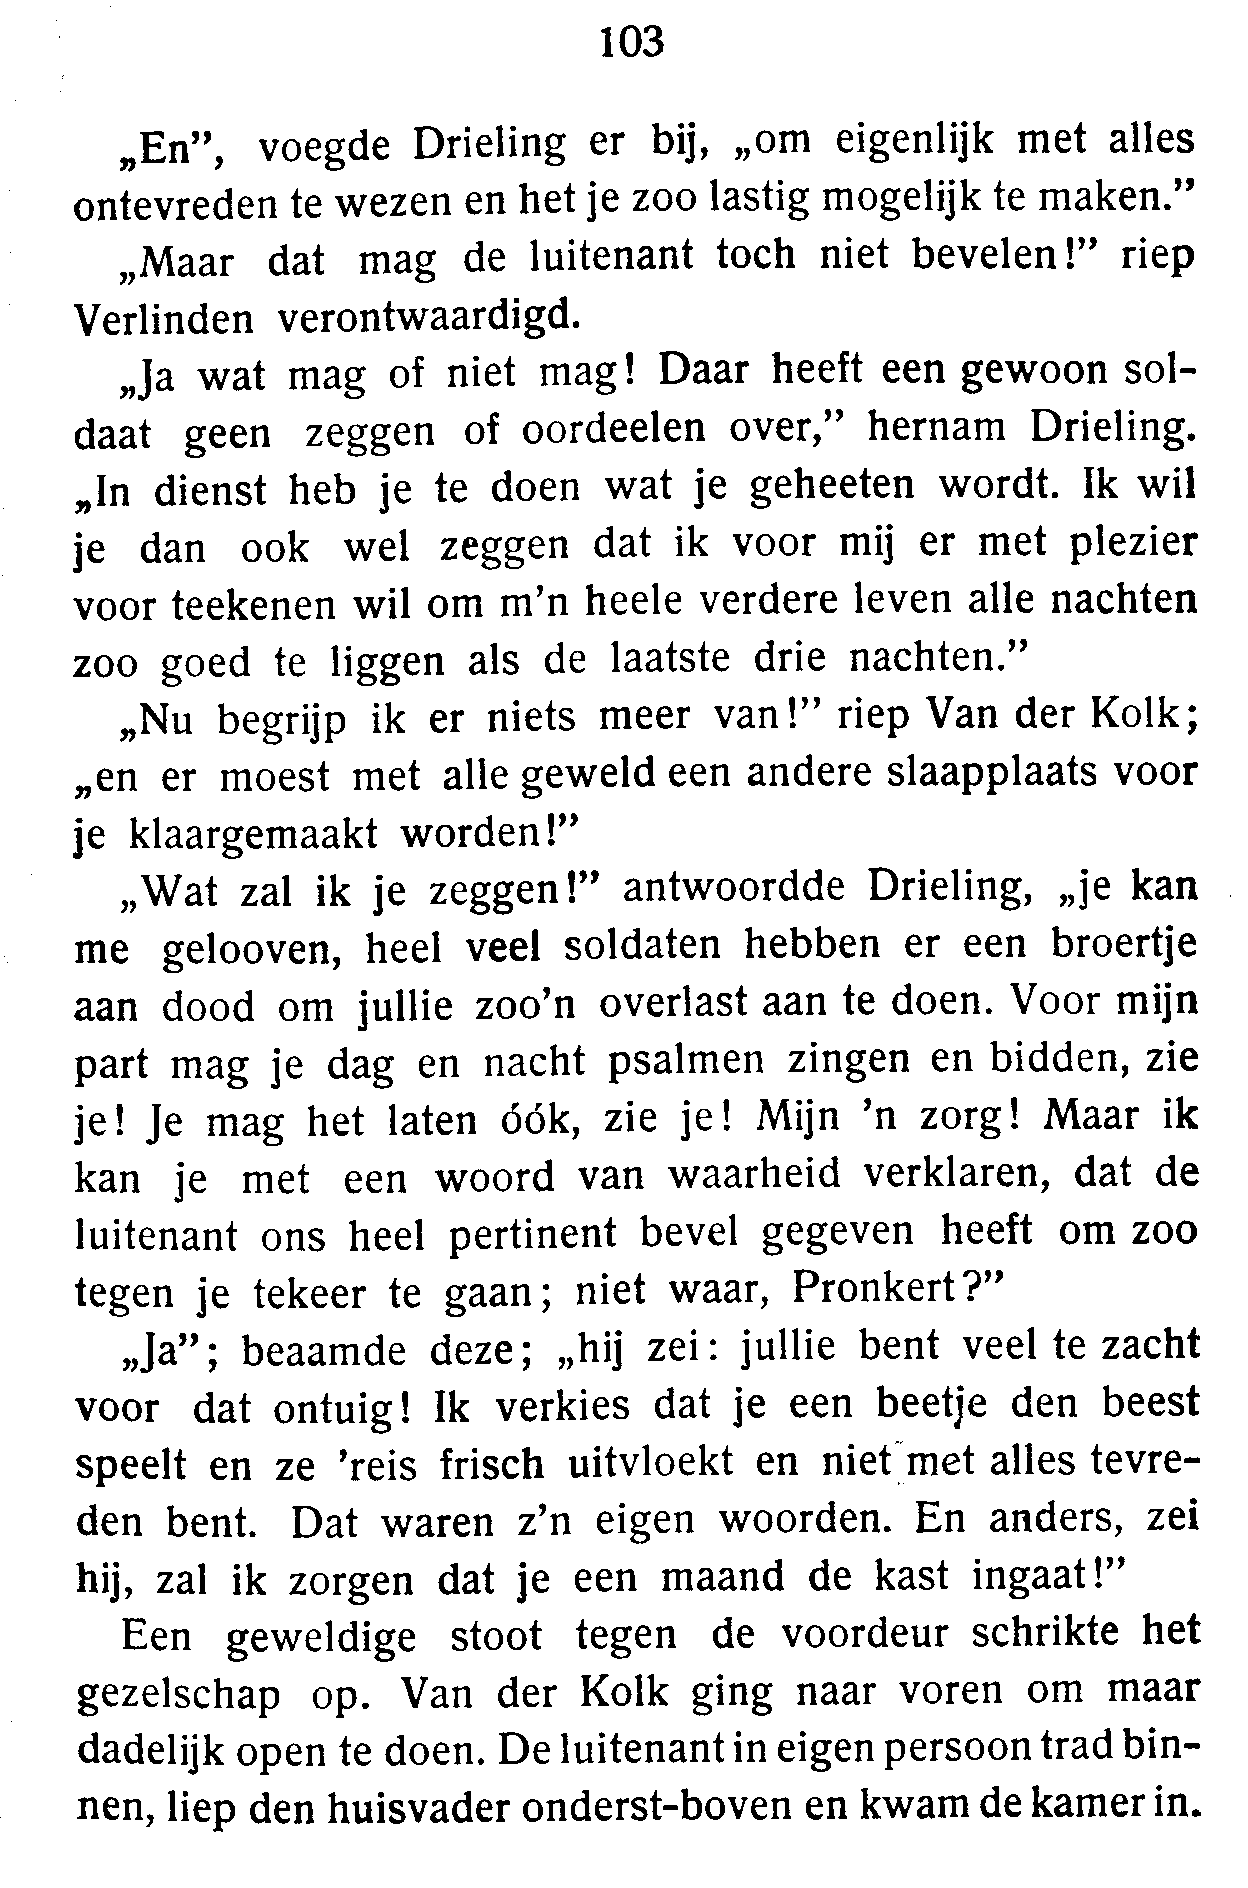 103
„En”, voegde Drieling er bij, „om eigenlijk met alles
ontevreden te wezen en het je zoo lastig mogelijk te maken.”
„Maar dat mag de luitenant toch niet bevelen!” riep
Verlinden verontwaardigd.
„Ja wat mag of niet mag! Daar heeft een gewoon sol-
daat geen zeggen of oordeelen over,” hernam Drieling.
„In dienst heb je te doen wat je geheeten wordt. Ik wil
je dan ook wel zeggen dat ik voor mij er met plezier
voor teekenen wil om m’n heele verdere leven alle nachten
zoo goed te liggen als de laatste drie nachten.”
„Nu begrijp ik er niets meer van!” riep Van der Kolk;
„en er moest met alle geweld een andere slaapplaats voor
je klaargemaakt worden!”
„Wat zal ik je zeggen!” antwoordde Drieling, „je kan
me gelooven, heel veel soldaten hebben er een broertje
aan dood om jullie zoo’n overlast aan te doen. Voor mijn
part mag je dag en nacht psalmen zingen en bidden, zie
je! Je mag het laten óók, zie je! Mijn ’n zorg! Maar ik
kan je met een woord van waarheid verklaren, dat de
luitenant ons heel pertinent bevel gegeven heeft om zoo
tegen je tekeer te gaan; niet waar, Pronkert?”
„Ja”; beaamde deze; „hij zei: jullie bent veel te zacht
voor dat ontuig! Ik verkies dat je een beetje den beest
speelt en ze ’reis frisch uitvloekt en niet met alles tevre-
den bent. Dat waren z’n eigen woorden. En anders, zei
hij, zal ik zorgen dat je een maand de kast ingaat!”
Een geweldige stoot tegen de voordeur schrikte het
gezelschap op. Van der Kolk ging naar voren om maar
dadelijk open te doen. De luitenant in eigen persoon trad bin-
nen, liep den huisvader onderst-boven en kwam de kamer in.